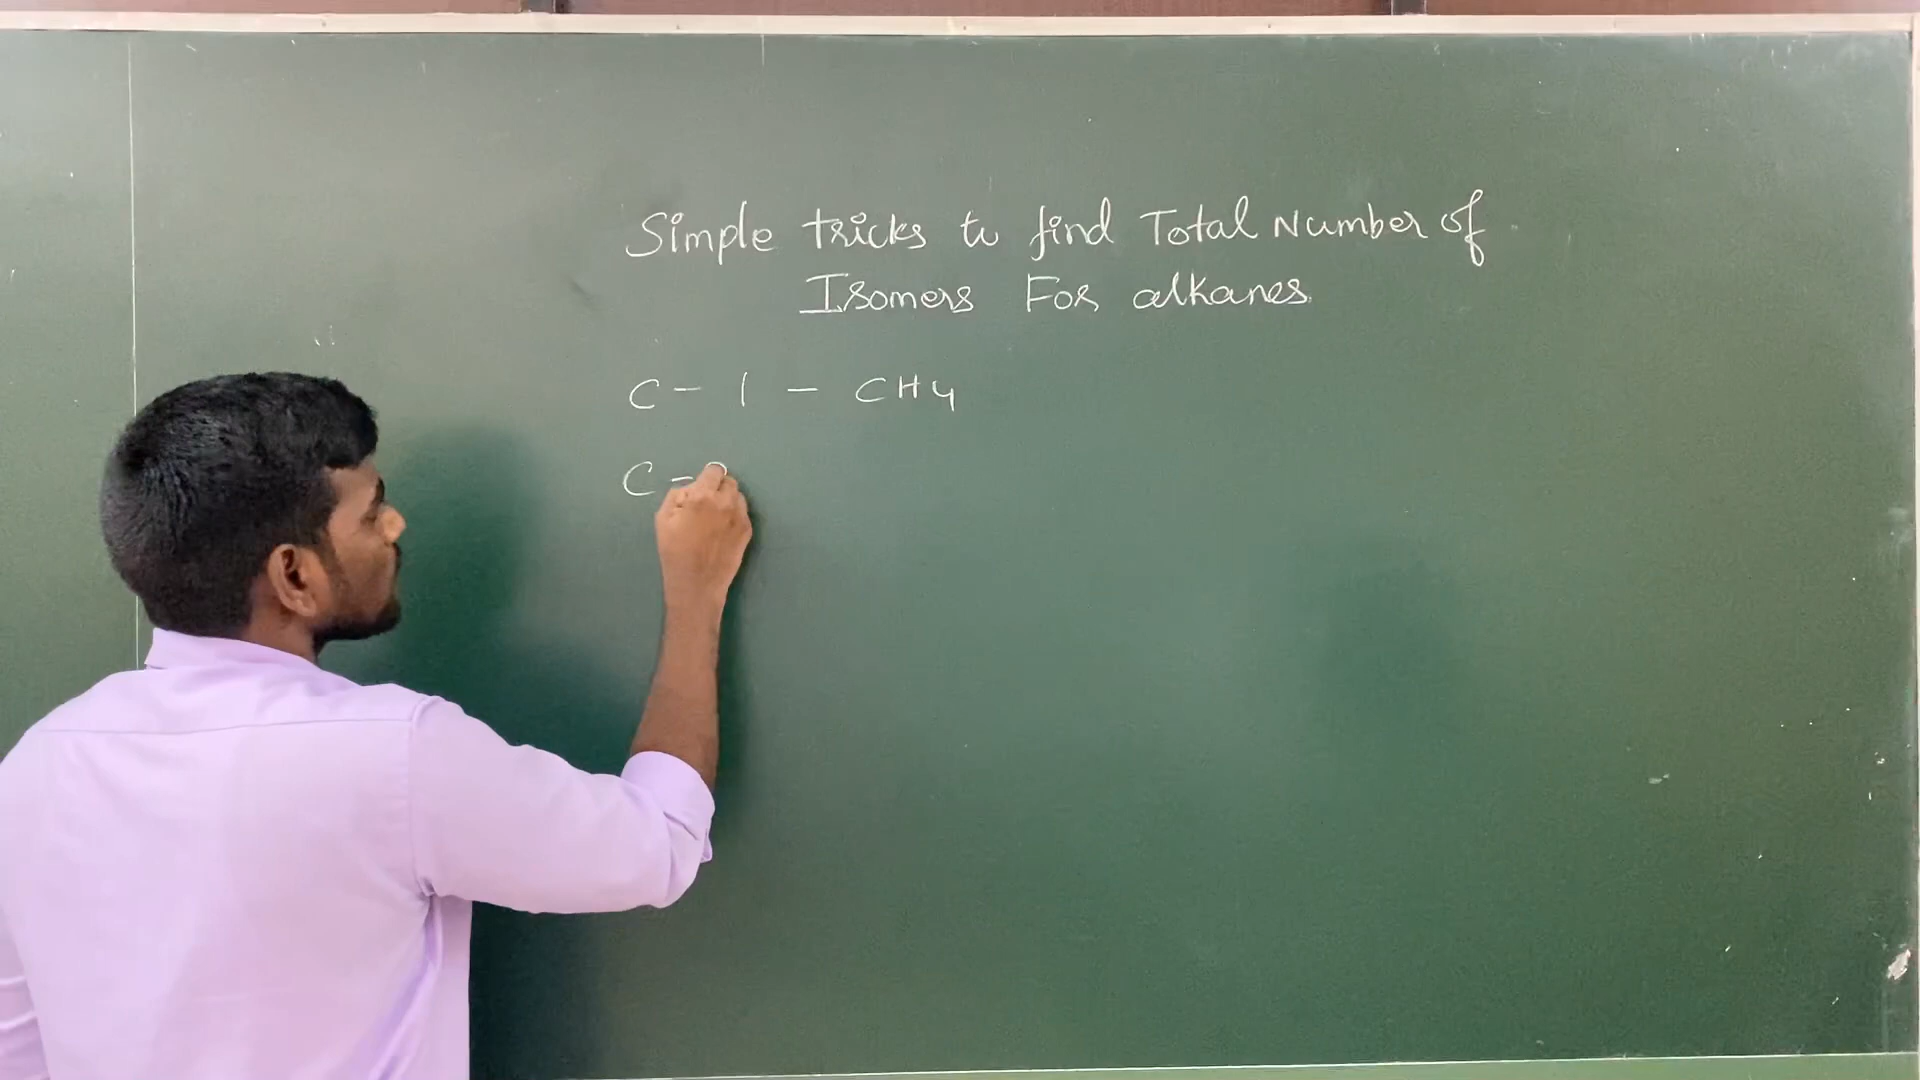 Simple tricks to find Total Number of
Isomers For alkanes.
C - 1 - CH4
C -